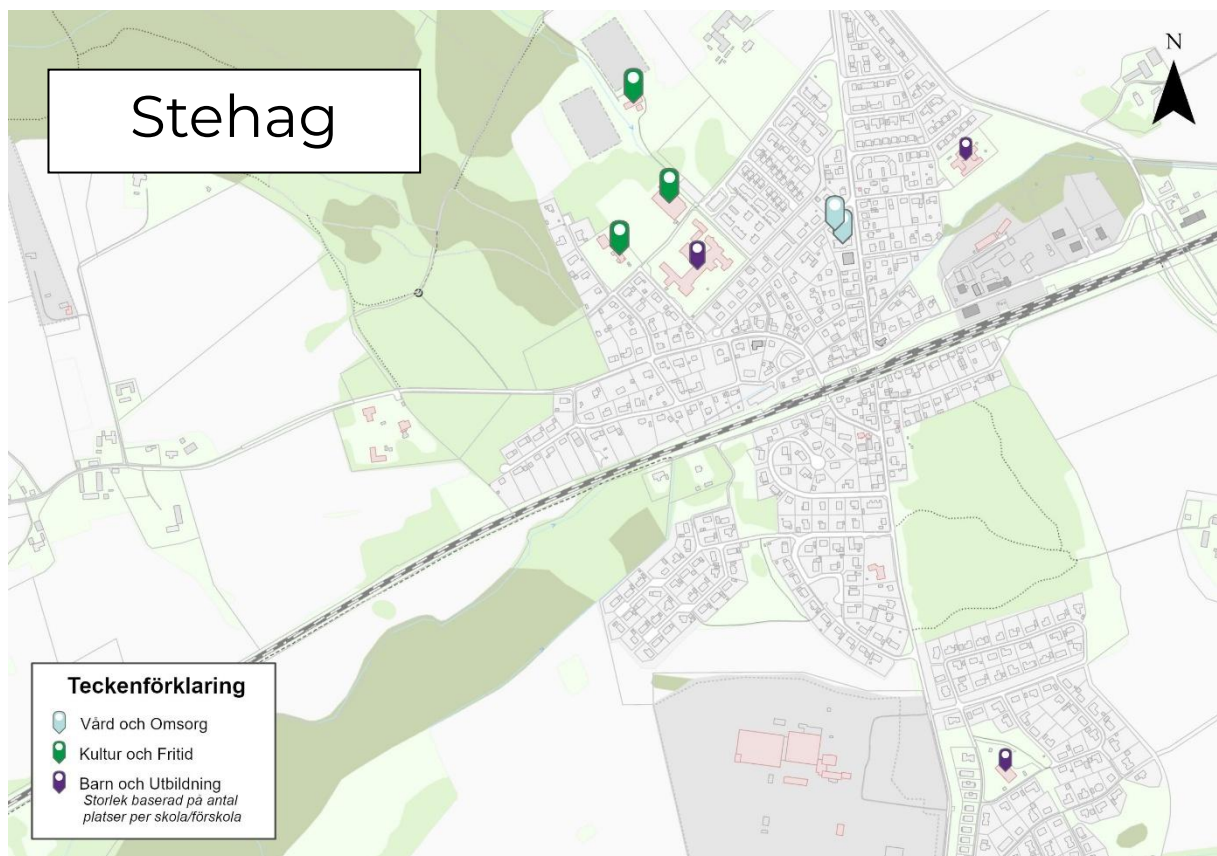 Stehag
N
Teckenförklaring
Vård och Omsorg
Kultur och Fritid
Barn och Utbildning
Storlek baserad på antal
platser per skola/förskola